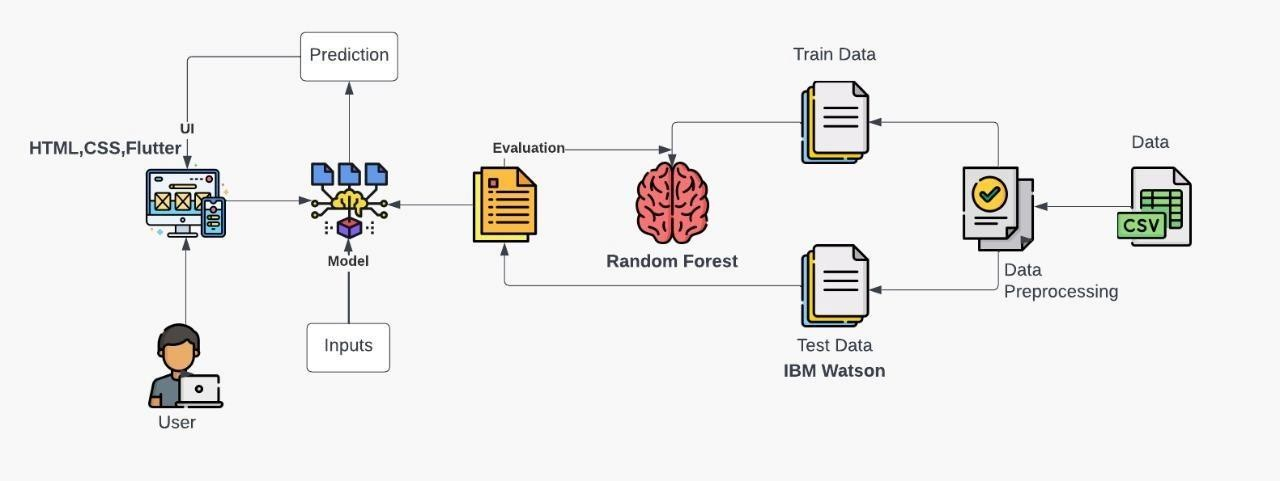 Prediction
Train Data
UI
HTML,CSS,Flutter
Evaluation
Data
CSV
Random Forest
Model
Data
Preprocessing
Inputs
Test Data
IBM Watson
User